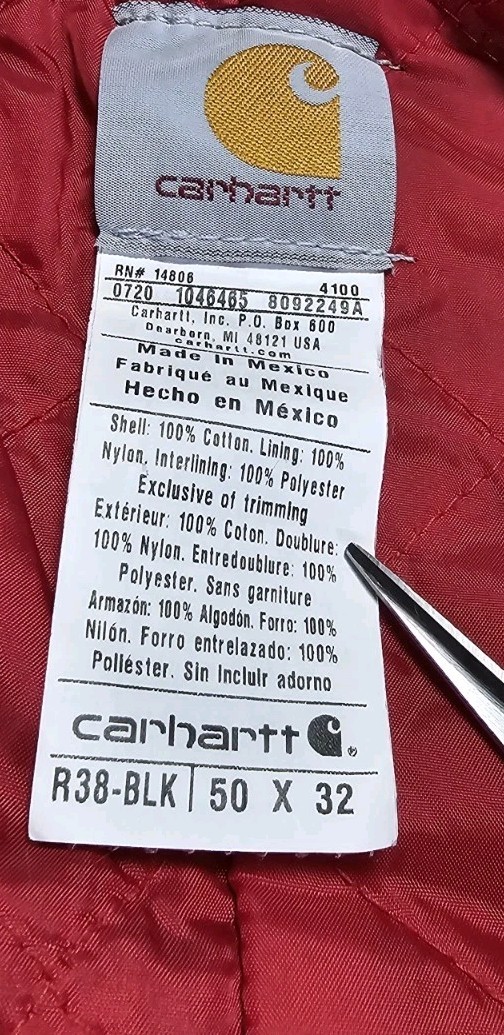 carhartt
RN# 14806 4100
0720 1046465 8092249A
Carhartt, Inc. P.O. Box 600
Dearborn, MI 48121 USA
carhartt.com
Made in Mexico
Fabriqué au Mexique
Hecho en México
Shell: 100% Cotton. Lining: 100%
Nylon, Interlining: 100% Polyester
Exclusive of trimming
Extérieur: 100% Coton. Doublure:
100% Nylon. Entredoublure: 100%
Polyester. Sans garniture
Armazón: 100% Algodón. Forro: 100%
Nilón. Forro entrelazado: 100%
Poliéster. Sin Incluir adorno
carhartt
R38-BLK 50 X 32